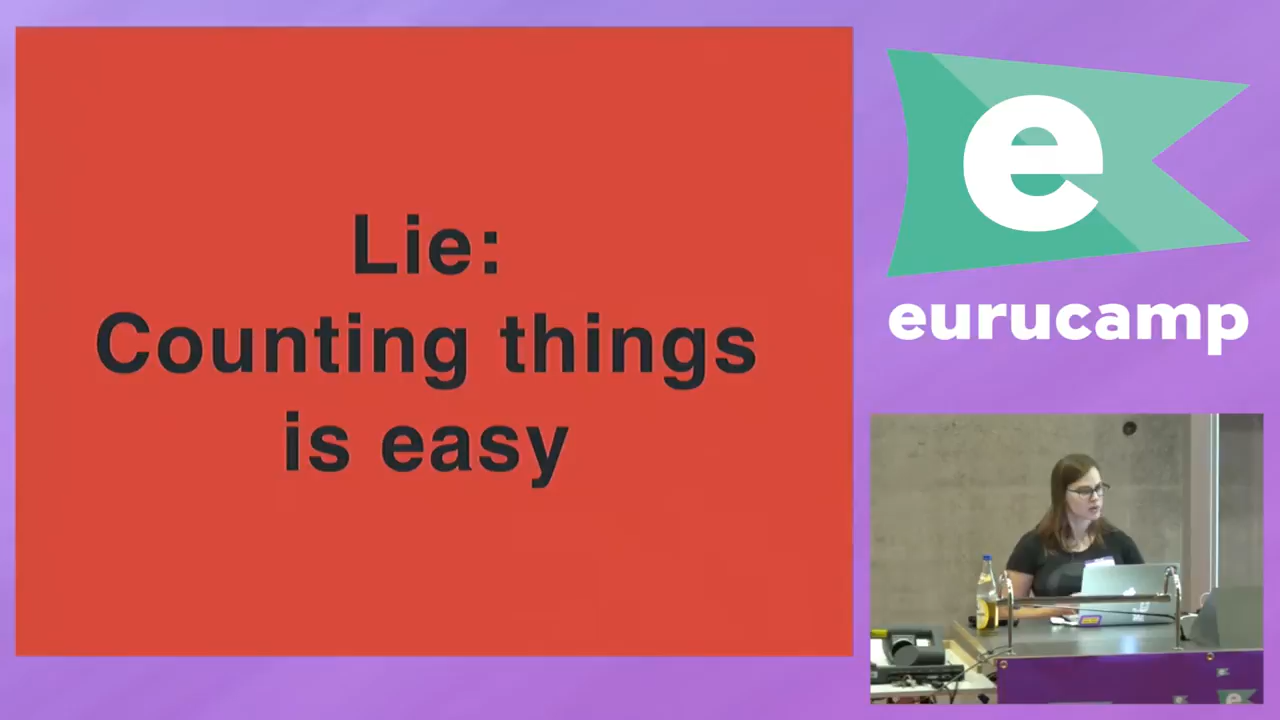 Lie:
Counting things
is easy
e
eurucamp
e